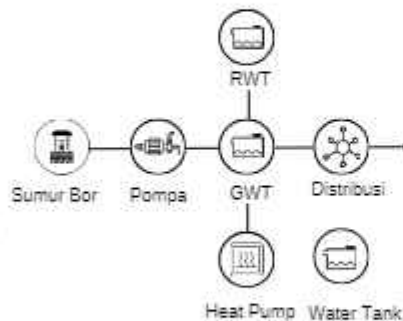 RWT
Sumur Bor
Pompa
GWT
Distribusi
Heat Pump
Water Tank